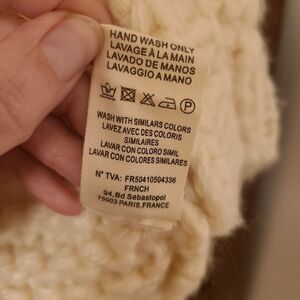 HAND WASH ONLY
LAVAGE À LA MAIN
LAVADO DE MANOS
LAVAGGIO A MANO
P
WASH WITH SIMILARS COLORS
LAVEZ AVEC DES COLORIS
SIMILAIRES
LAVAR CON COLORO SIMIL
LAVAR CON COLORES SIMILARES
N° TVA: FR50410504336
FRNCH
94,Bd Sébastopol
75003 PARIS,FRANCE